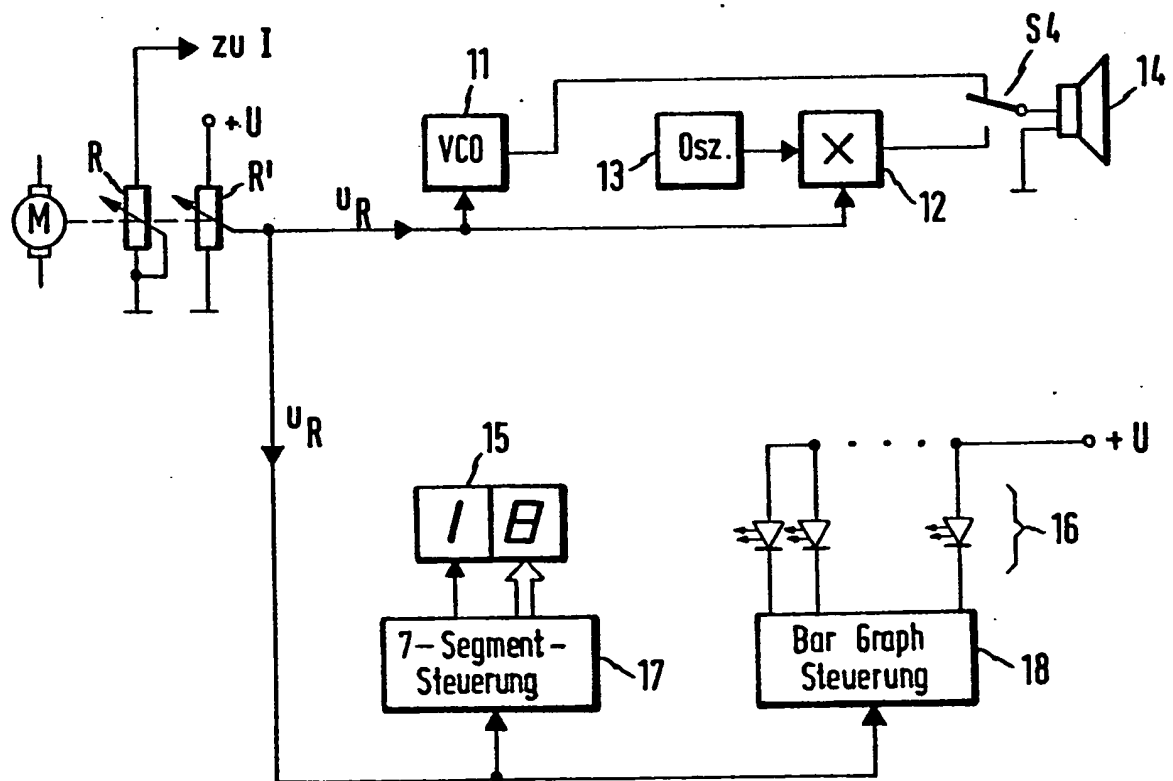 zu I
11
S4
14
+U
VCO
13
Osz.
X
12
R
R'
M
u_R
u_R
15
18
+U
16
7-Segment-
Steuerung
17
Bar Graph
Steuerung
18